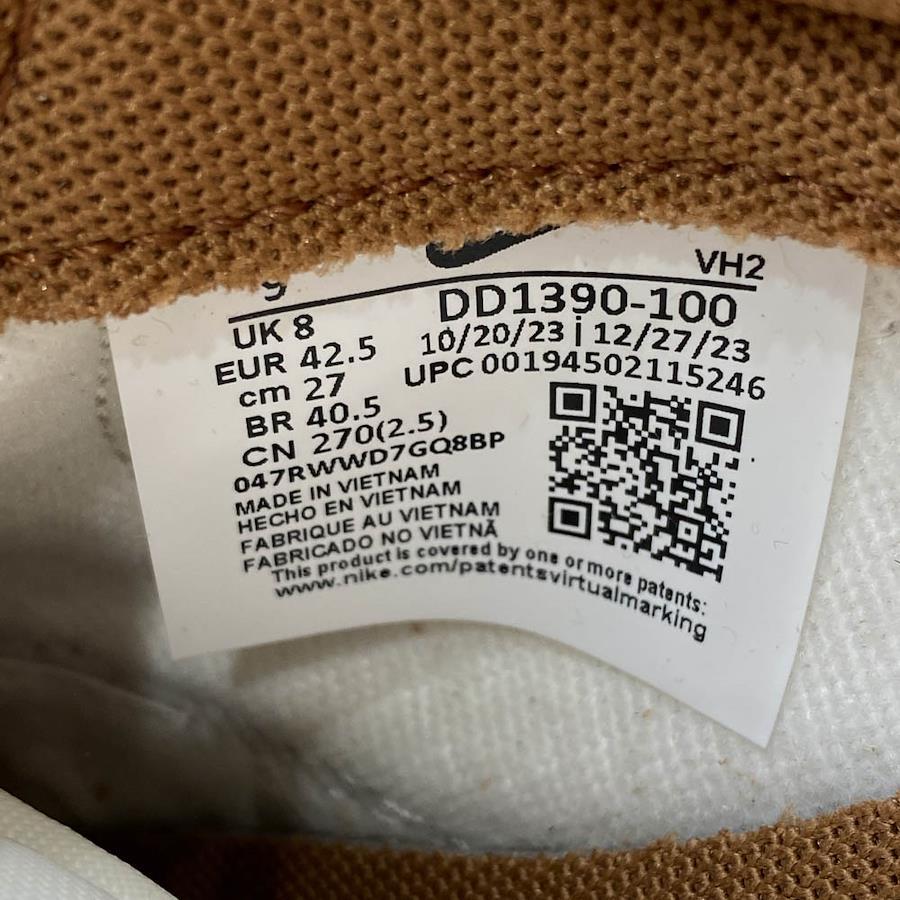 VH2
9
DD1390-100
UK 8
10/20/23 | 12/27/23
EUR 42.5
UPC 00194502115246
cm 27
BR 40.5
CN 270(2.5)
047RWWD7GQ8BP
MADE IN VIETNAM
HECHO EN VIETNAM
FABRIQUE AU VIETNAM
FABRICADO NO VIETNÃ
This product is covered by one or more patents:
www.nike.com/patentsvirtualmarking